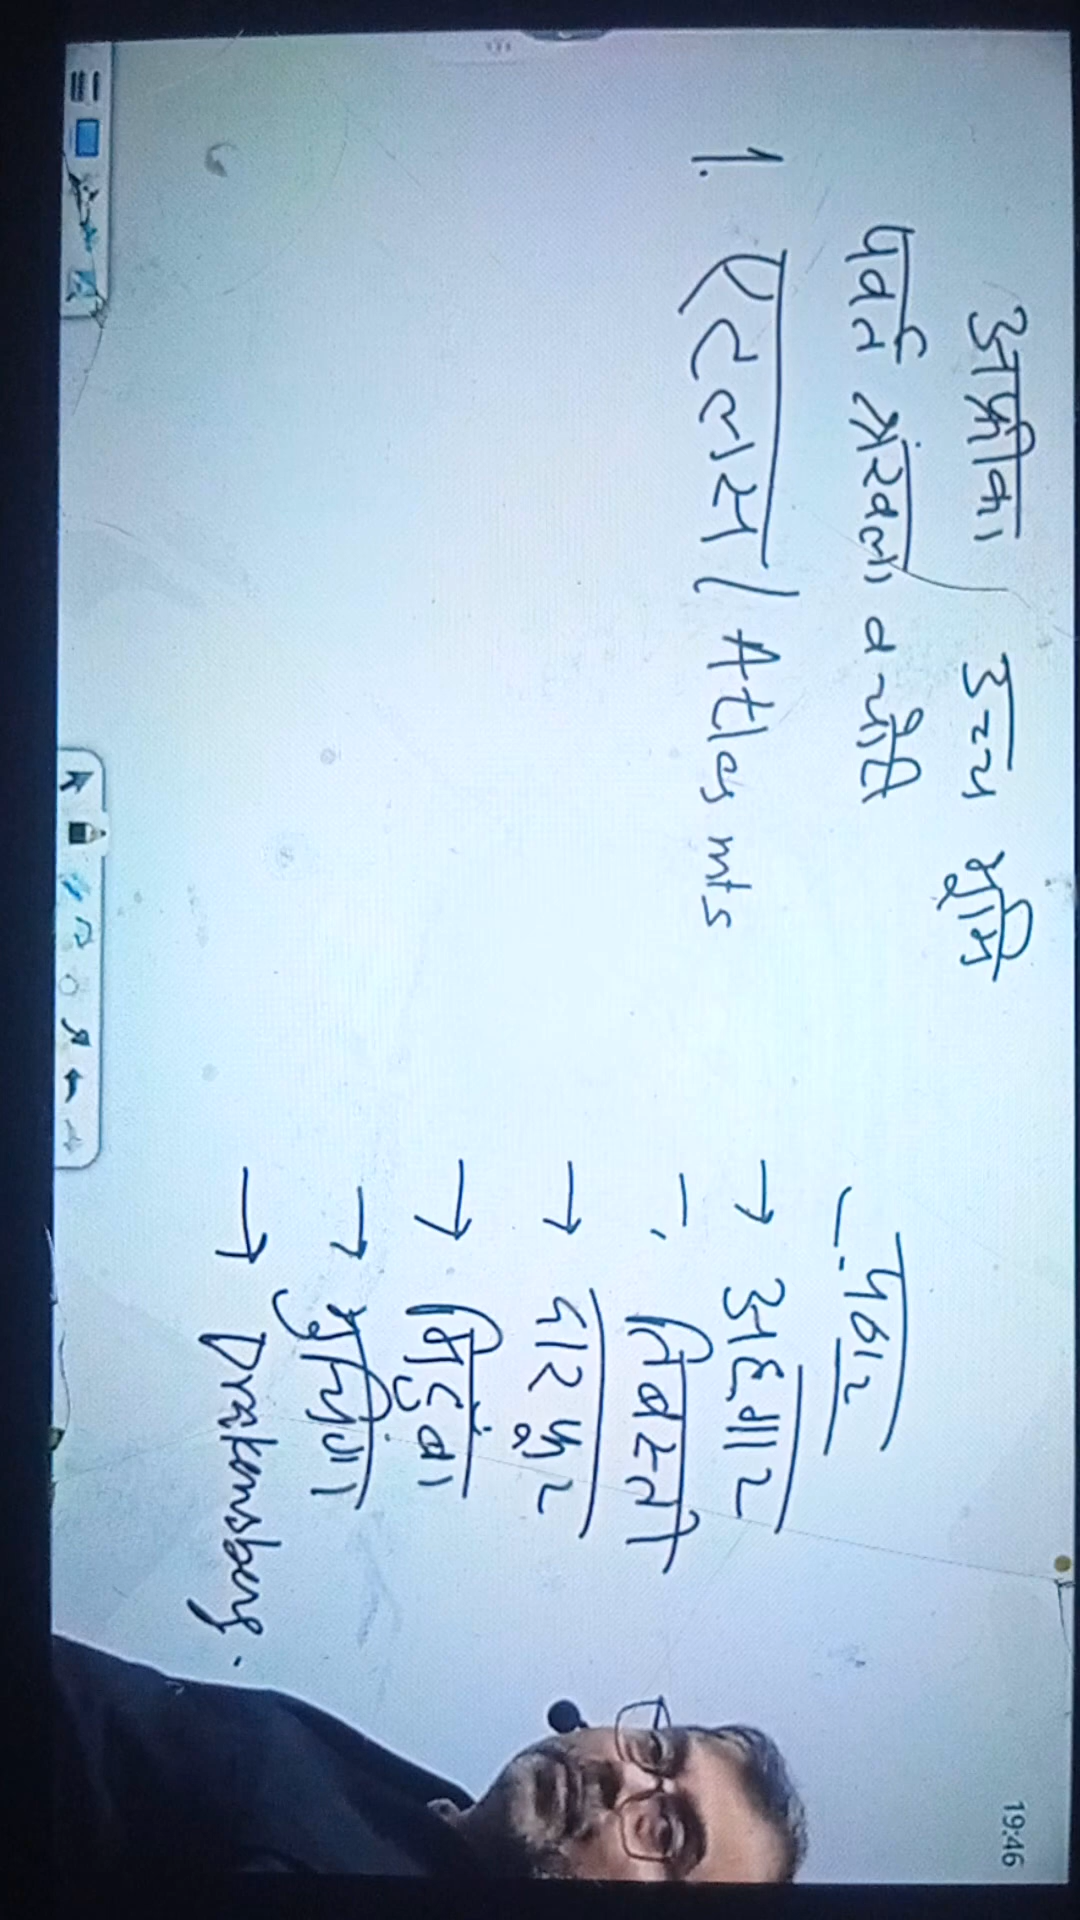 अफ्रीका उच्च भूमि
पर्वत श्रंखला व चोटी
1. एटलस / Atlas mts
- पठार
→ अहगार
- तिबस्ती
→ दारफूर
→ बिहुंवा
→ मुचिंगा
→ Drakensberg.
19:46